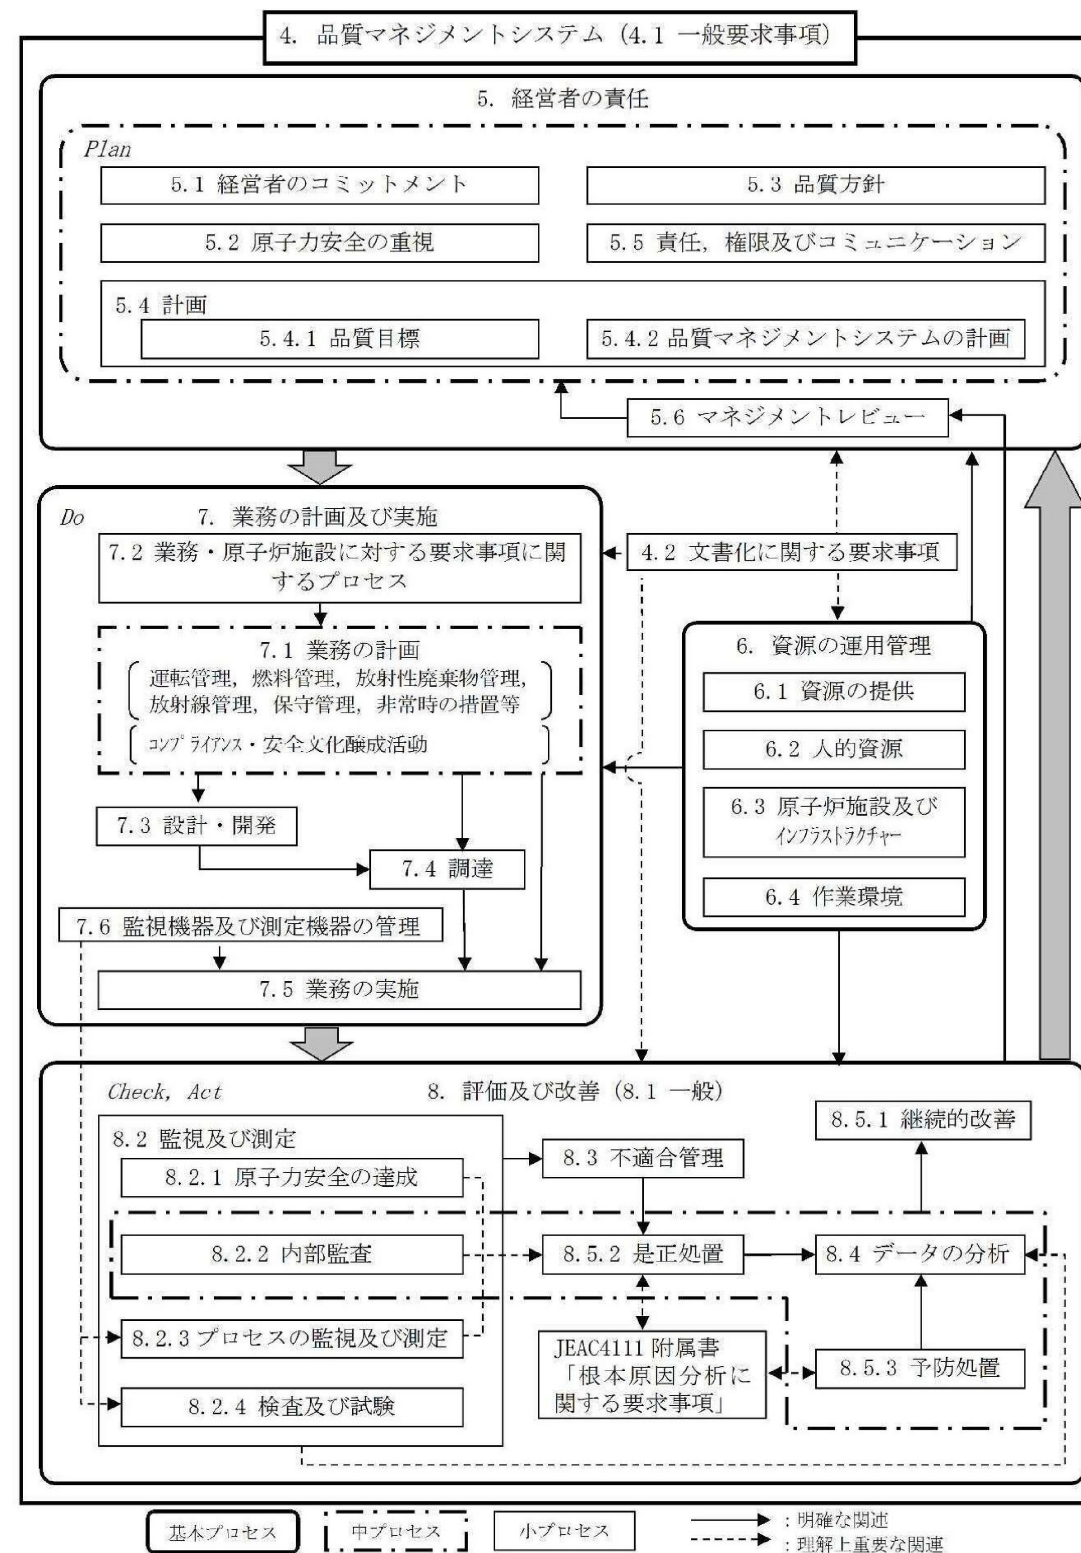 4. 品質マネジメントシステム（4.1 一般要求事項）
5. 経営者の責任
Plan
5.1 経営者のコミットメント
5.3 品質方針
5.2 原子力安全の重視
5.5 責任，権限及びコミュニケーション
5.4 計画
5.4.1 品質目標
5.4.2 品質マネジメントシステムの計画
5.6 マネジメントレビュー
Do
7. 業務の計画及び実施
7.2 業務・原子炉施設に対する要求事項に関
するプロセス
4.2 文書化に関する要求事項
7.1 業務の計画
運転管理，燃料管理，放射性廃棄物管理，
放射線管理，保守管理，非常時の措置等
ｺﾝﾌﾟﾗｲｱﾝｽ・安全文化醸成活動
6. 資源の運用管理
6.1 資源の提供
6.2 人的資源
6.3 原子炉施設及び
ｲﾝﾌﾗｽﾄﾗｸﾁｬｰ
6.4 作業環境
7.3 設計・開発
7.4 調達
7.6 監視機器及び測定機器の管理
7.5 業務の実施
Check, Act
8. 評価及び改善（8.1 一般）
8.2 監視及び測定
8.2.1 原子力安全の達成
8.2.2 内部監査
8.2.3 プロセスの監視及び測定
8.2.4 検査及び試験
8.3 不適合管理
8.5.1 継続的改善
8.5.2 是正処置
8.4 データの分析
JEAC4111 附属書
「根本原因分析に
関する要求事項」
8.5.3 予防処置
基本プロセス
中プロセス
小プロセス
：明確な関連
：理解上重要な関連